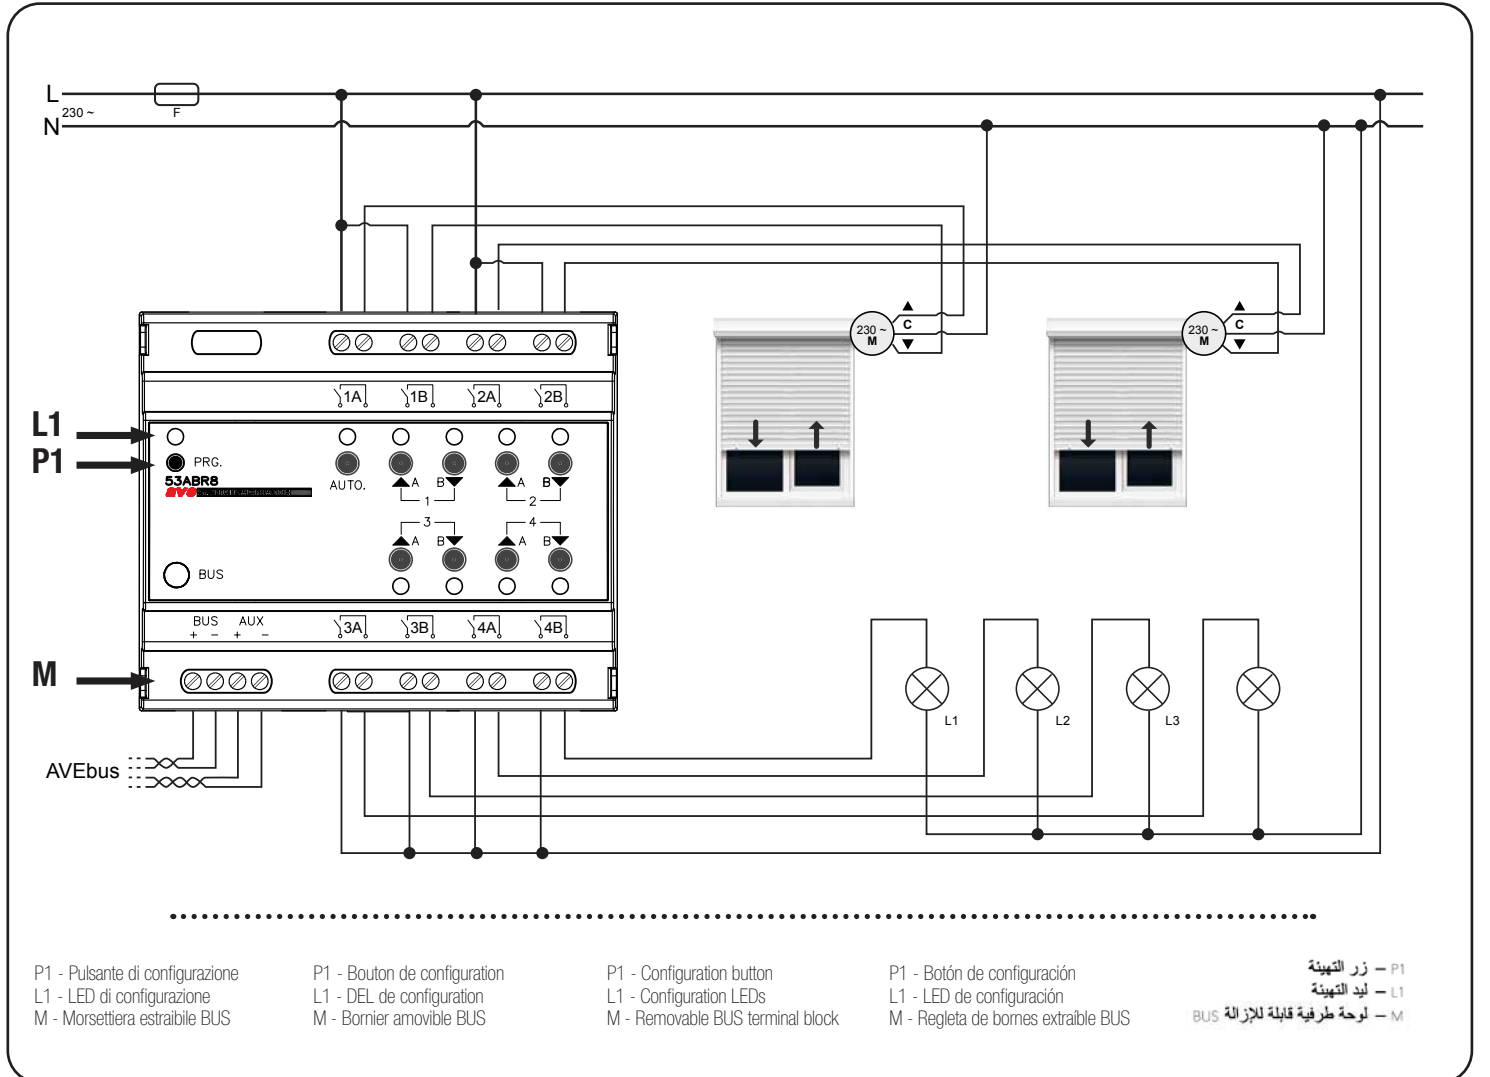 L
230 ~
N
F
230 ~
M
▲
C
▼
230 ~
M
▲
C
▼
1A
1B
2A
2B
L1
P1
PRG.
53ABR8
AVE
AUTO.
▲ A B ▼
1
▲ A B ▼
2
3
▲ A B ▼
4
▲ A B ▼
BUS
BUS AUX
+ − + −
3A
3B
4A
4B
M
L1
L2
L3
AVEbus
P1 - Pulsante di configurazione
L1 - LED di configurazione
M - Morsettiera estraibile BUS
P1 - Bouton de configuration
L1 - DEL de configuration
M - Bornier amovible BUS
P1 - Configuration button
L1 - Configuration LEDs
M - Removable BUS terminal block
P1 - Botón de configuración
L1 - LED de configuración
M - Regleta de bornes extraíble BUS
P1 – زر التهيئة
L1 – ليد التهيئة
M – لوحة طرفية قابلة للإزالة BUS